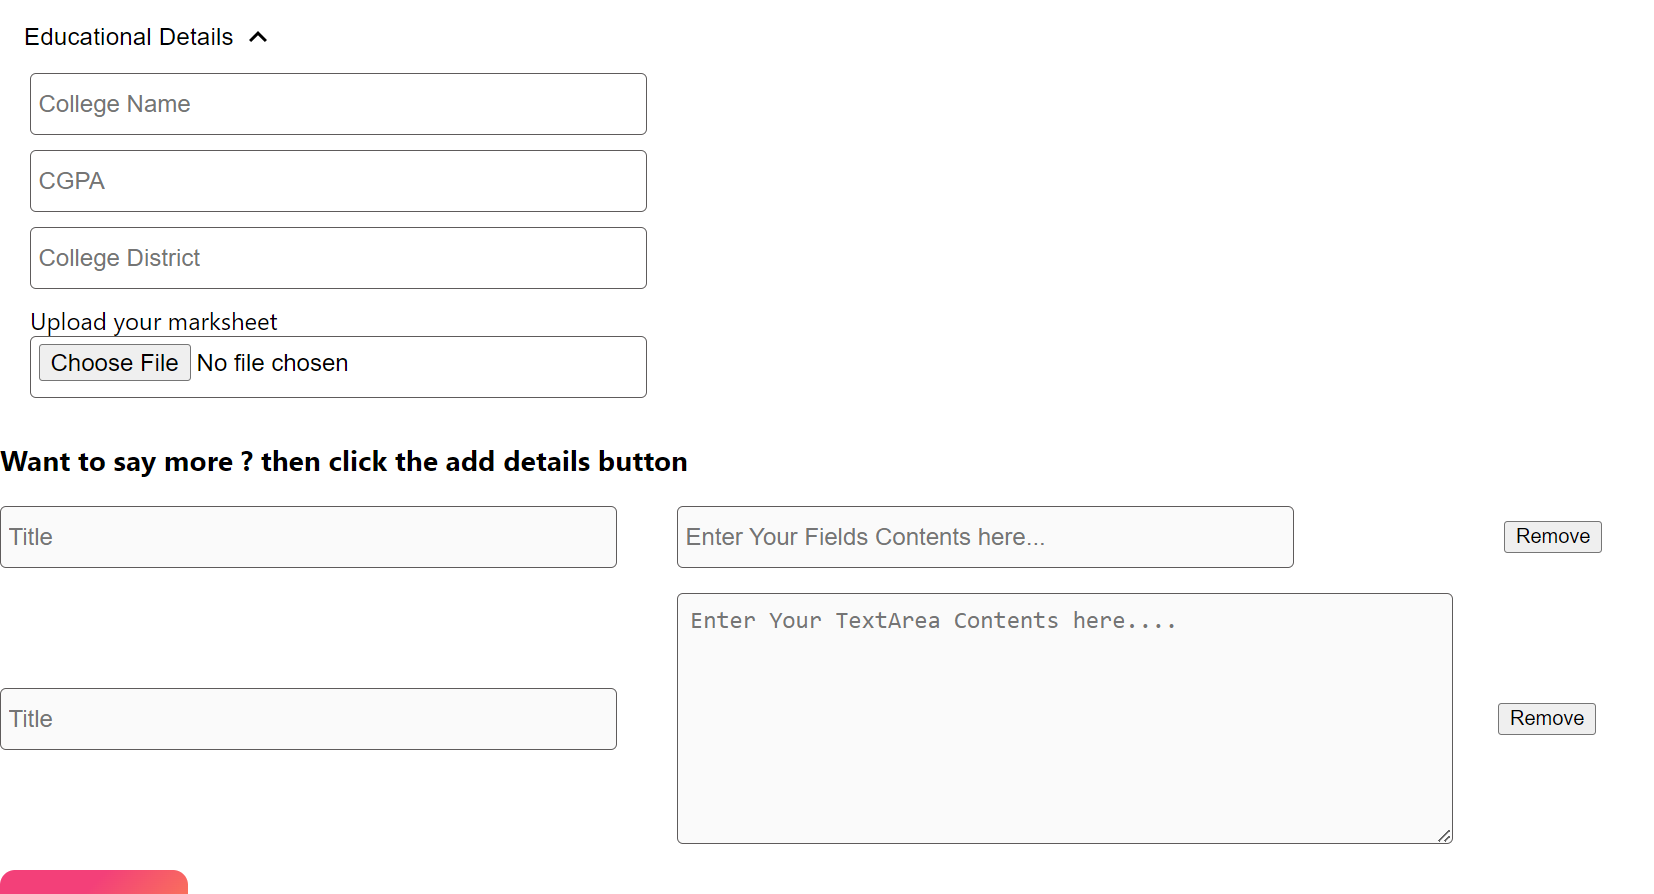 Educational Details
College Name
CGPA
College District
Upload your marksheet
Choose File No file chosen
Want to say more ? then click the add details button
Title Enter Your Fields Contents here... Remove
Enter Your TextArea Contents here....
Title Remove